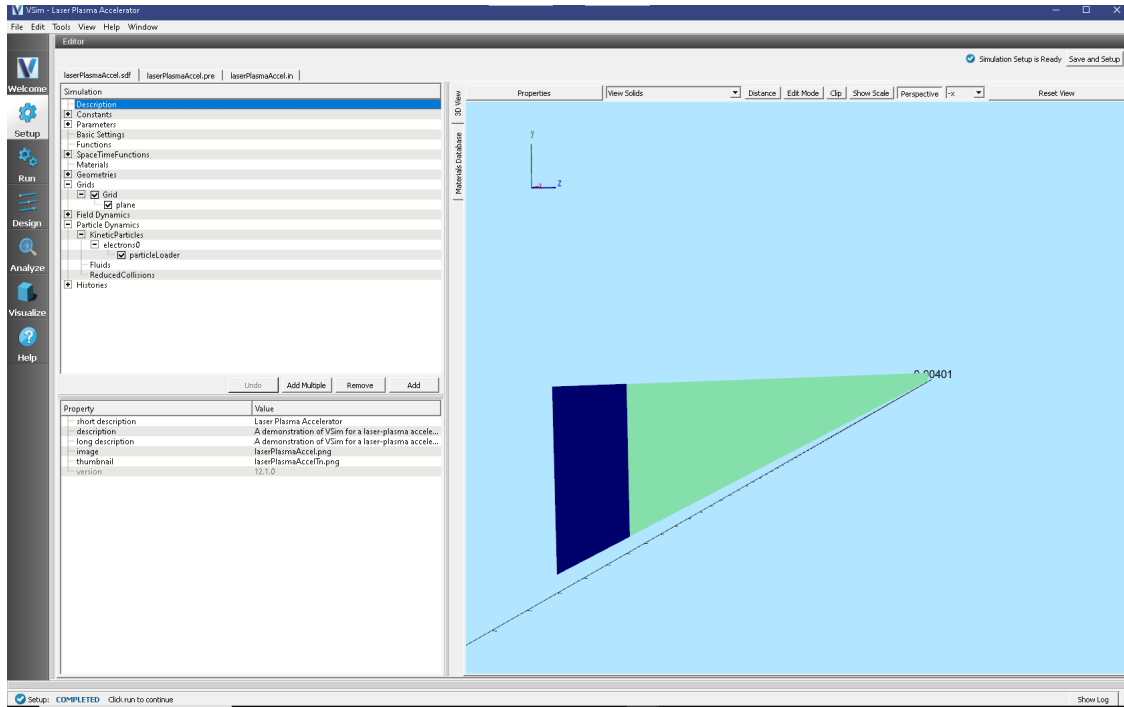 VSim - Laser Plasma Accelerator
File Edit Tools View Help Window
Editor
Simulation Setup is Ready Save and Setup
laserPlasmaAccel.sdf laserPlasmaAccel.pre laserPlasmaAccel.in
Welcome
Setup
Run
Design
Analyze
Visualize
Help
Simulation
Description
Constants
Parameters
Basic Settings
Functions
SpaceTimeFunctions
Materials
Geometries
Grids
Grid
plane
Field Dynamics
Particle Dynamics
KineticParticles
electrons0
particleLoader
Fluids
ReducedCollisions
Histories
Undo Add Multiple Remove Add
Property Value
short description Laser Plasma Accelerator
description A demonstration of VSim for a laser-plasma accele...
long description A demonstration of VSim for a laser-plasma accele...
image laserPlasmaAccel.png
thumbnail laserPlasmaAccelTn.png
version 12.1.0
3D View
Materials Database
Properties View Solids Distance Edit Mode Clip Show Scale Perspective -x Reset View
y
x
z
0.00401
Setup: COMPLETED Click run to continue
Show Log